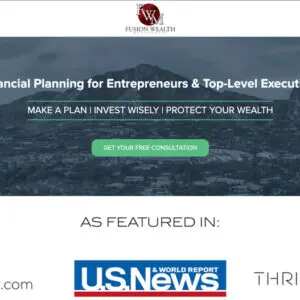 FUSION WEALTH
ancial Planning for Entrepreneurs & Top-Level Executi
MAKE A PLAN | INVEST WISELY | PROTECT YOUR WEALTH
GET YOUR FREE CONSULTATION
AS FEATURED IN:
.com
U.S.News
& WORLD REPORT
THRI